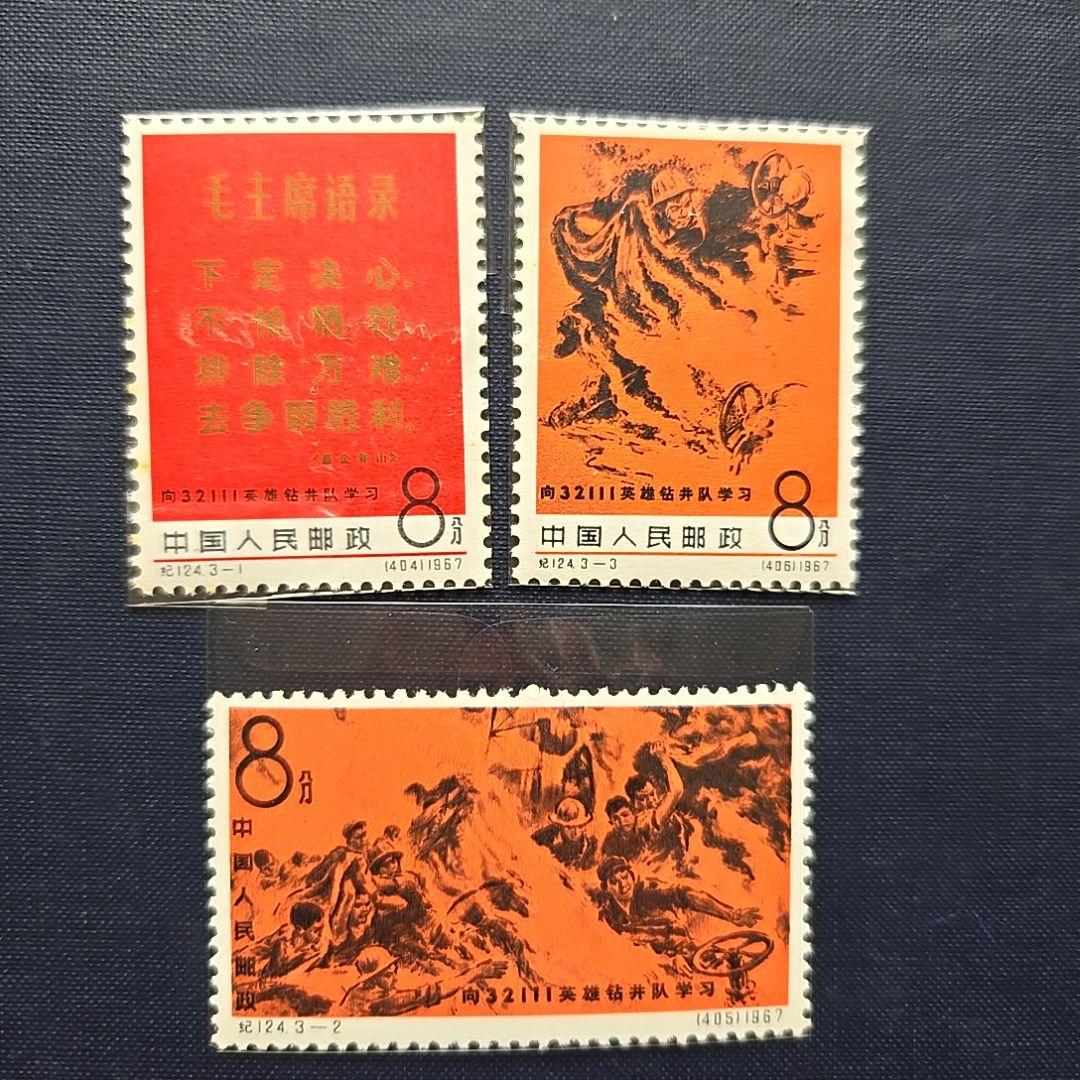 毛主席语录
下定决心，
不怕牺牲，
排除万难，
去争取胜利。
《愚公移山》
向32111英雄钻井队学习
8分
中国人民邮政
纪124.3-1
(404)1967
向32111英雄钻井队学习
8分
中国人民邮政
纪124.3-3
(406)1967
8分
中国人民邮政
向32111英雄钻井队学习
纪124.3-2
(405)1967